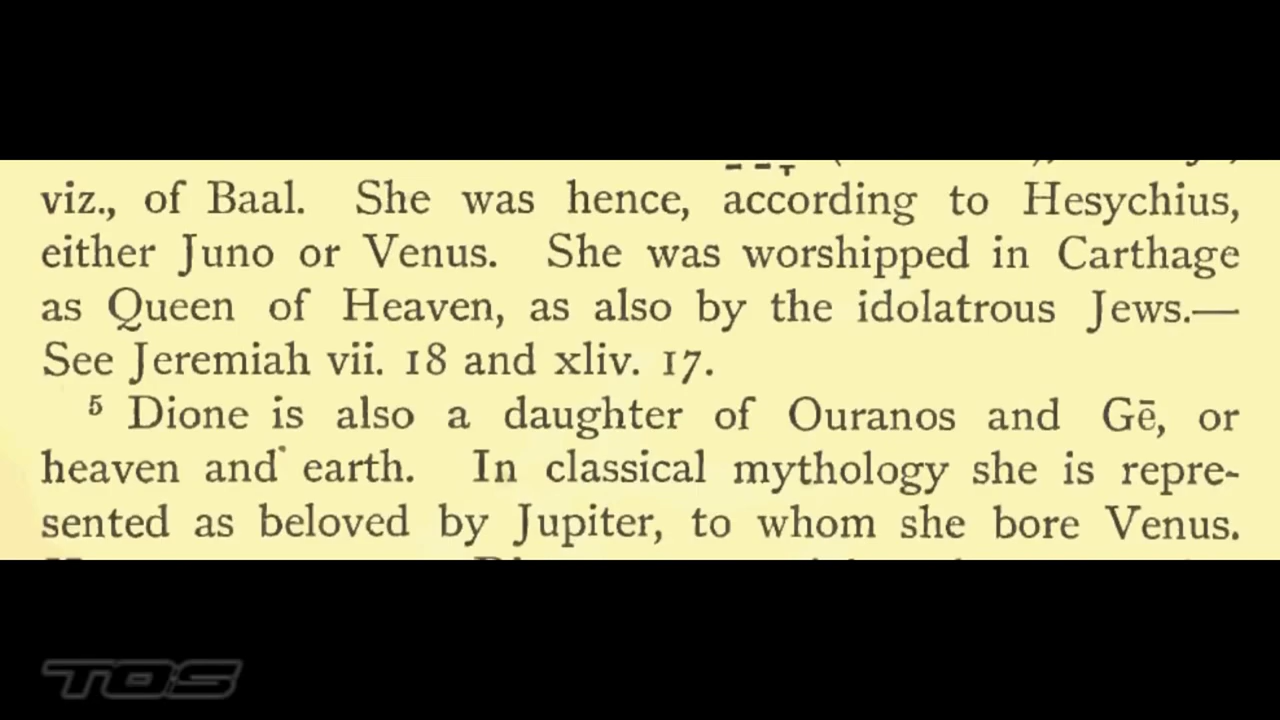 viz., of Baal. She was hence, according to Hesychius,
either Juno or Venus. She was worshipped in Carthage
as Queen of Heaven, as also by the idolatrous Jews.—
See Jeremiah vii. 18 and xliv. 17.
⁵ Dione is also a daughter of Ouranos and Gē, or
heaven and earth. In classical mythology she is repre-
sented as beloved by Jupiter, to whom she bore Venus.
TOS